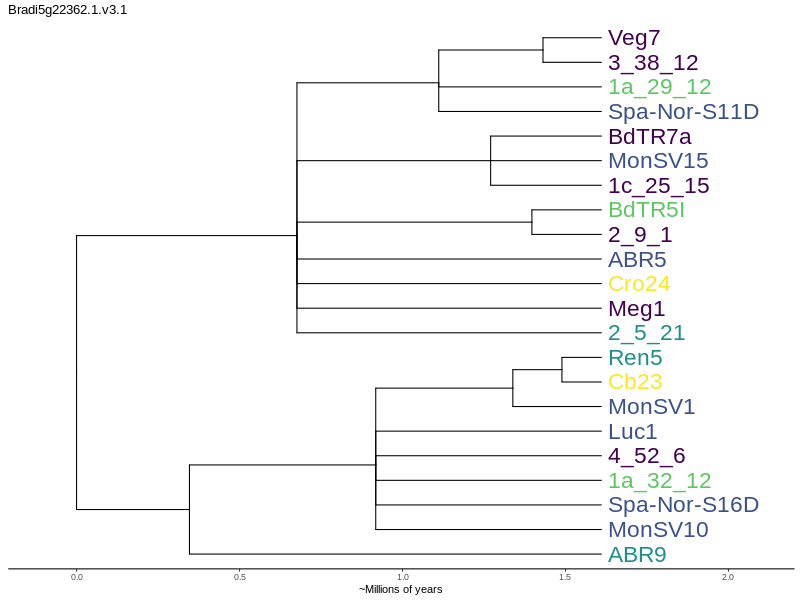 Bradi5g22362.1.v3.1
Veg7
3_38_12
1a_29_12
Spa-Nor-S11D
BdTR7a
MonSV15
1c_25_15
BdTR5I
2_9_1
ABR5
Cro24
Meg1
2_5_21
Ren5
Cb23
MonSV1
Luc1
4_52_6
1a_32_12
Spa-Nor-S16D
MonSV10
ABR9
0.0 0.5 1.0 1.5 2.0
~Millions of years